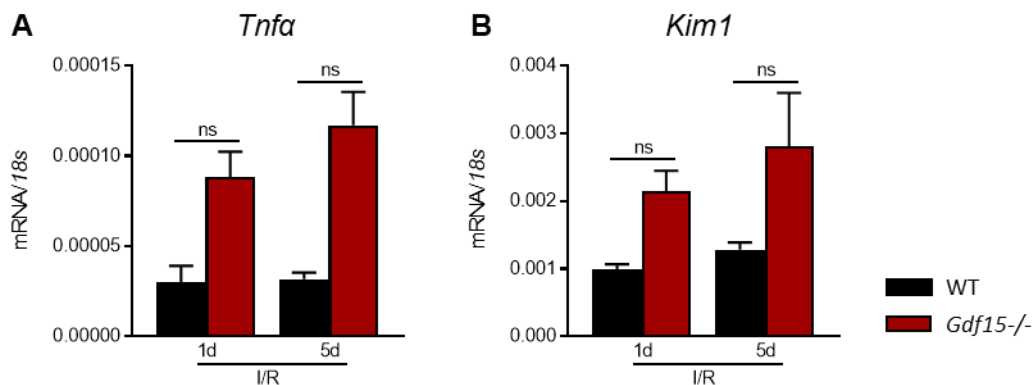 A
Tnfα
mRNA/18s
0.00015
0.00010
0.00005
0.00000
ns
ns
1d
5d
I/R
B
Kim1
mRNA/18s
0.004
0.003
0.002
0.001
0.000
ns
ns
1d
5d
I/R
WT
Gdf15-/-